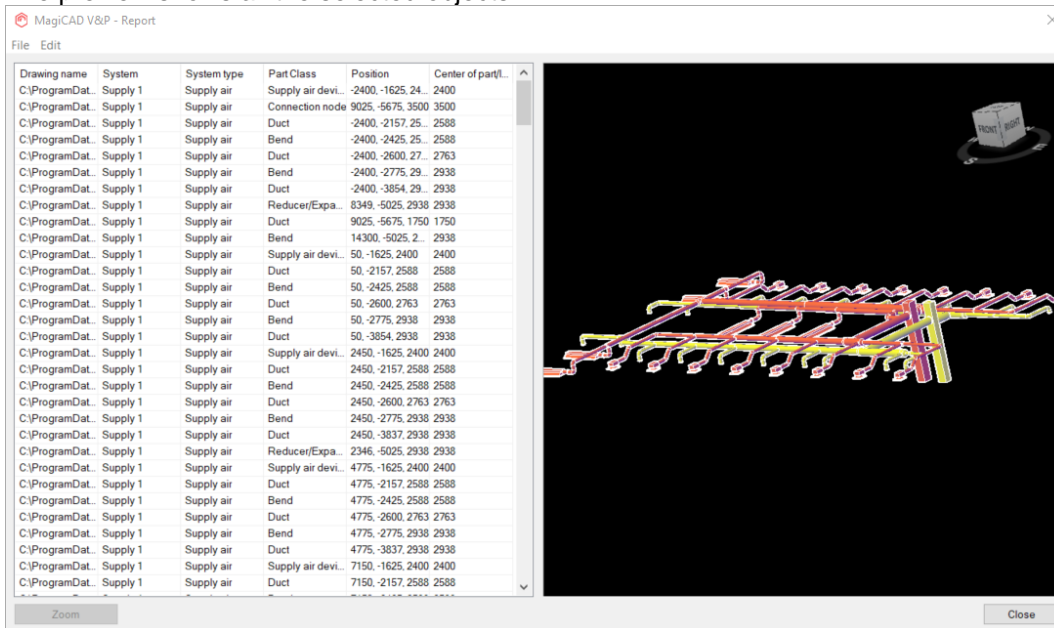 MagiCAD V&P - Report
File Edit
Drawing name System System type Part Class Position Center of part/l...
C:\ProgramDat... Supply 1 Supply air Supply air devi... -2400, -1625, 24... 2400
C:\ProgramDat... Supply 1 Supply air Connection node 9025, -5675, 3500 3500
C:\ProgramDat... Supply 1 Supply air Duct -2400, -2157, 25... 2588
C:\ProgramDat... Supply 1 Supply air Bend -2400, -2425, 25... 2588
C:\ProgramDat... Supply 1 Supply air Duct -2400, -2600, 27... 2763
C:\ProgramDat... Supply 1 Supply air Bend -2400, -2775, 29... 2938
C:\ProgramDat... Supply 1 Supply air Duct -2400, -3854, 29... 2938
C:\ProgramDat... Supply 1 Supply air Reducer/Expa... 8349, -5025, 2938 2938
C:\ProgramDat... Supply 1 Supply air Duct 9025, -5675, 1750 1750
C:\ProgramDat... Supply 1 Supply air Bend 14300, -5025, 2... 2938
C:\ProgramDat... Supply 1 Supply air Supply air devi... 50, -1625, 2400 2400
C:\ProgramDat... Supply 1 Supply air Duct 50, -2157, 2588 2588
C:\ProgramDat... Supply 1 Supply air Bend 50, -2425, 2588 2588
C:\ProgramDat... Supply 1 Supply air Duct 50, -2600, 2763 2763
C:\ProgramDat... Supply 1 Supply air Bend 50, -2775, 2938 2938
C:\ProgramDat... Supply 1 Supply air Duct 50, -3854, 2938 2938
C:\ProgramDat... Supply 1 Supply air Supply air devi... 2450, -1625, 2400 2400
C:\ProgramDat... Supply 1 Supply air Duct 2450, -2157, 2588 2588
C:\ProgramDat... Supply 1 Supply air Bend 2450, -2425, 2588 2588
C:\ProgramDat... Supply 1 Supply air Duct 2450, -2600, 2763 2763
C:\ProgramDat... Supply 1 Supply air Bend 2450, -2775, 2938 2938
C:\ProgramDat... Supply 1 Supply air Duct 2450, -3837, 2938 2938
C:\ProgramDat... Supply 1 Supply air Reducer/Expa... 2346, -5025, 2938 2938
C:\ProgramDat... Supply 1 Supply air Supply air devi... 4775, -1625, 2400 2400
C:\ProgramDat... Supply 1 Supply air Duct 4775, -2157, 2588 2588
C:\ProgramDat... Supply 1 Supply air Bend 4775, -2425, 2588 2588
C:\ProgramDat... Supply 1 Supply air Duct 4775, -2600, 2763 2763
C:\ProgramDat... Supply 1 Supply air Bend 4775, -2775, 2938 2938
C:\ProgramDat... Supply 1 Supply air Duct 4775, -3837, 2938 2938
C:\ProgramDat... Supply 1 Supply air Supply air devi... 7150, -1625, 2400 2400
C:\ProgramDat... Supply 1 Supply air Duct 7150, -2157, 2588 2588
FRONT RIGHT
S E
Zoom Close